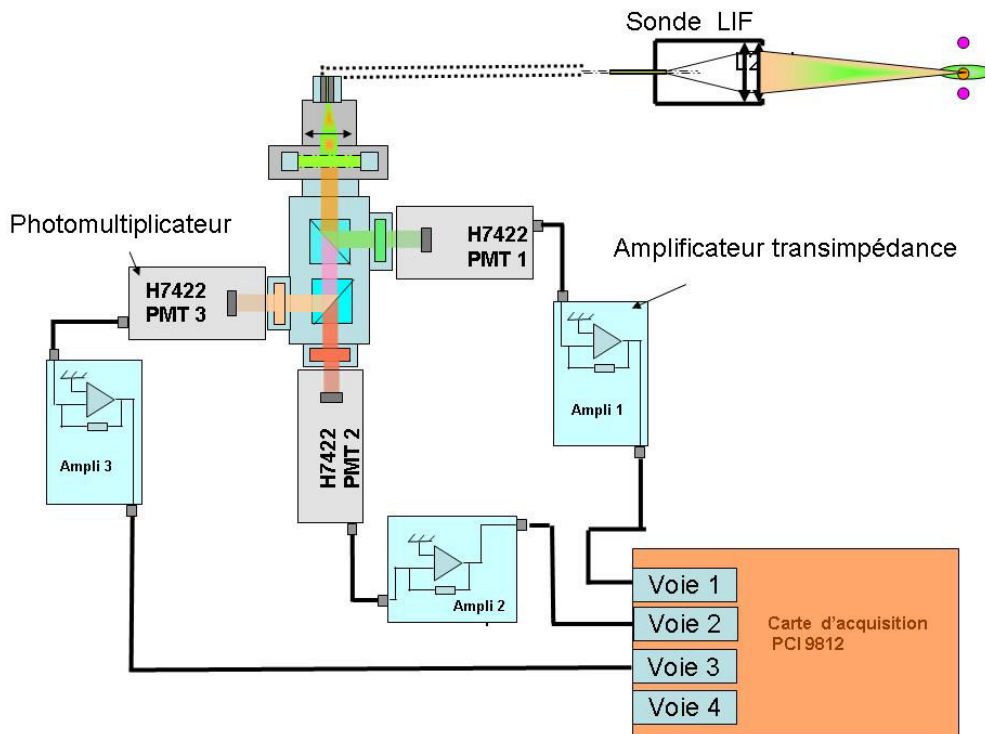 Sonde LIF
L2
Photomultiplicateur
H7422
PMT 1
Amplificateur transimpédance
H7422
PMT 3
Ampli 1
H7422
PMT 2
Ampli 3
Ampli 2
Voie 1
Voie 2
Voie 3
Voie 4
Carte d'acquisition
PCI 9812